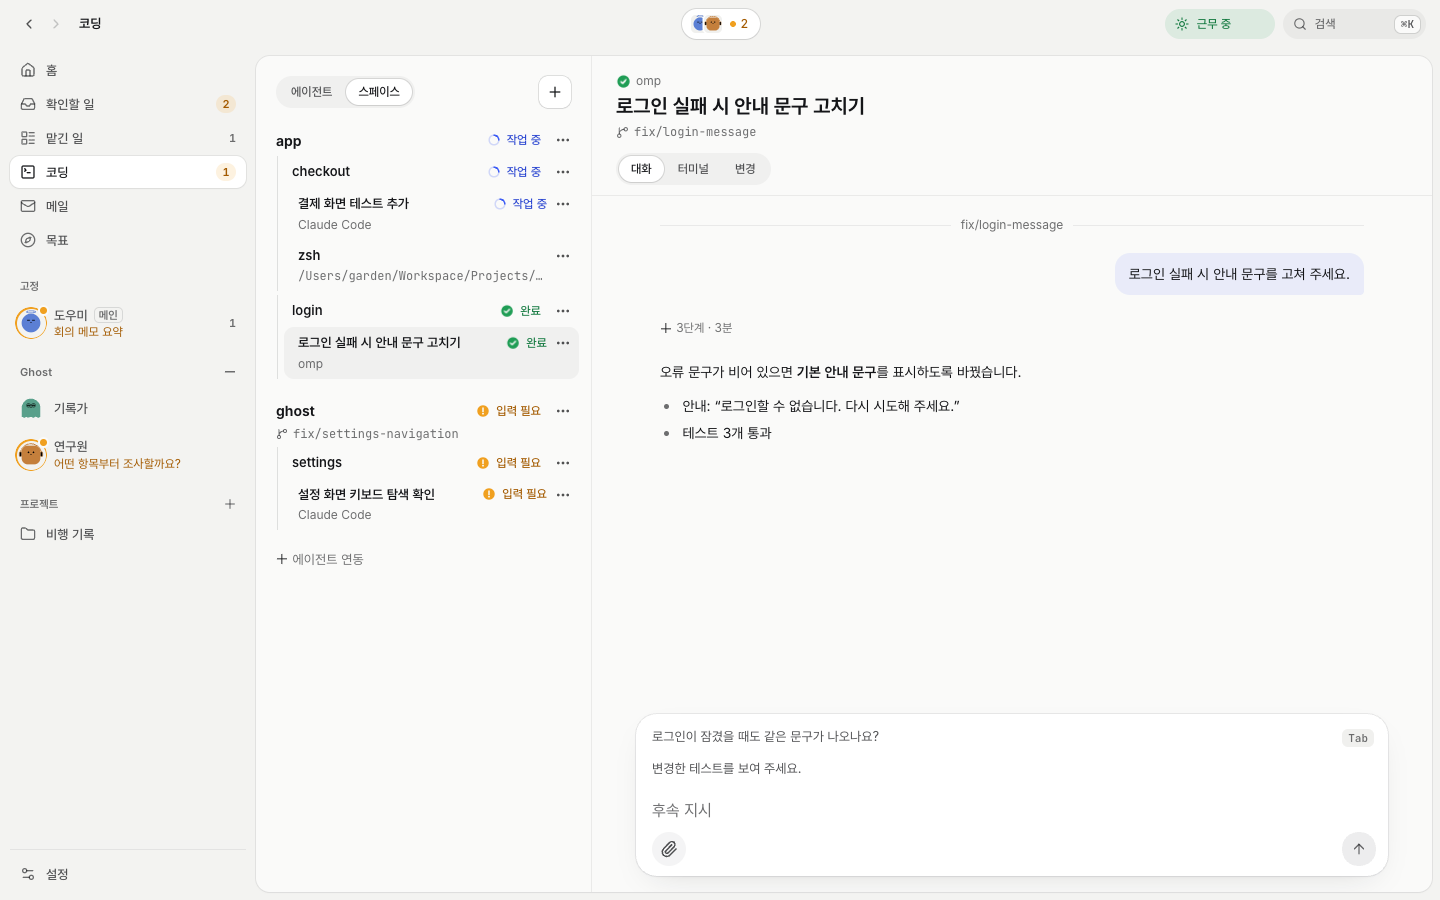 코딩
2
근무 중
검색
⌘K
홈
확인할 일
2
맡긴 일
1
코딩
1
메일
목표
고정
도우미
메인
회의 메모 요약
1
Ghost
기록가
연구원
어떤 항목부터 조사할까요?
프로젝트
비행 기록
설정
에이전트
스페이스
app
작업 중
checkout
작업 중
결제 화면 테스트 추가
작업 중
Claude Code
zsh
/Users/garden/Workspace/Projects/…
login
완료
로그인 실패 시 안내 문구 고치기
완료
omp
ghost
입력 필요
fix/settings-navigation
settings
입력 필요
설정 화면 키보드 탐색 확인
입력 필요
Claude Code
에이전트 연동
omp
로그인 실패 시 안내 문구 고치기
fix/login-message
대화
터미널
변경
fix/login-message
로그인 실패 시 안내 문구를 고쳐 주세요.
3단계 · 3분
오류 문구가 비어 있으면 기본 안내 문구를 표시하도록 바꿨습니다.
• 안내: “로그인할 수 없습니다. 다시 시도해 주세요.”
• 테스트 3개 통과
로그인이 잠겼을 때도 같은 문구가 나오나요?
Tab
변경한 테스트를 보여 주세요.
후속 지시